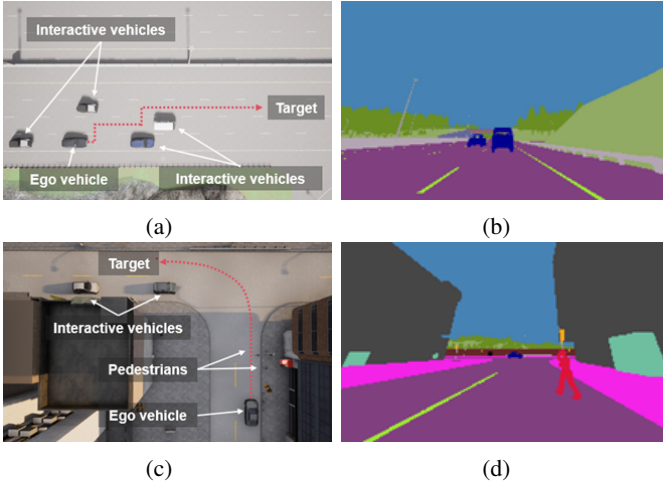 Interactive vehicles
Target
Ego vehicle
Interactive vehicles
(a)
(b)
Target
Interactive vehicles
Pedestrians
Ego vehicle
(c)
(d)